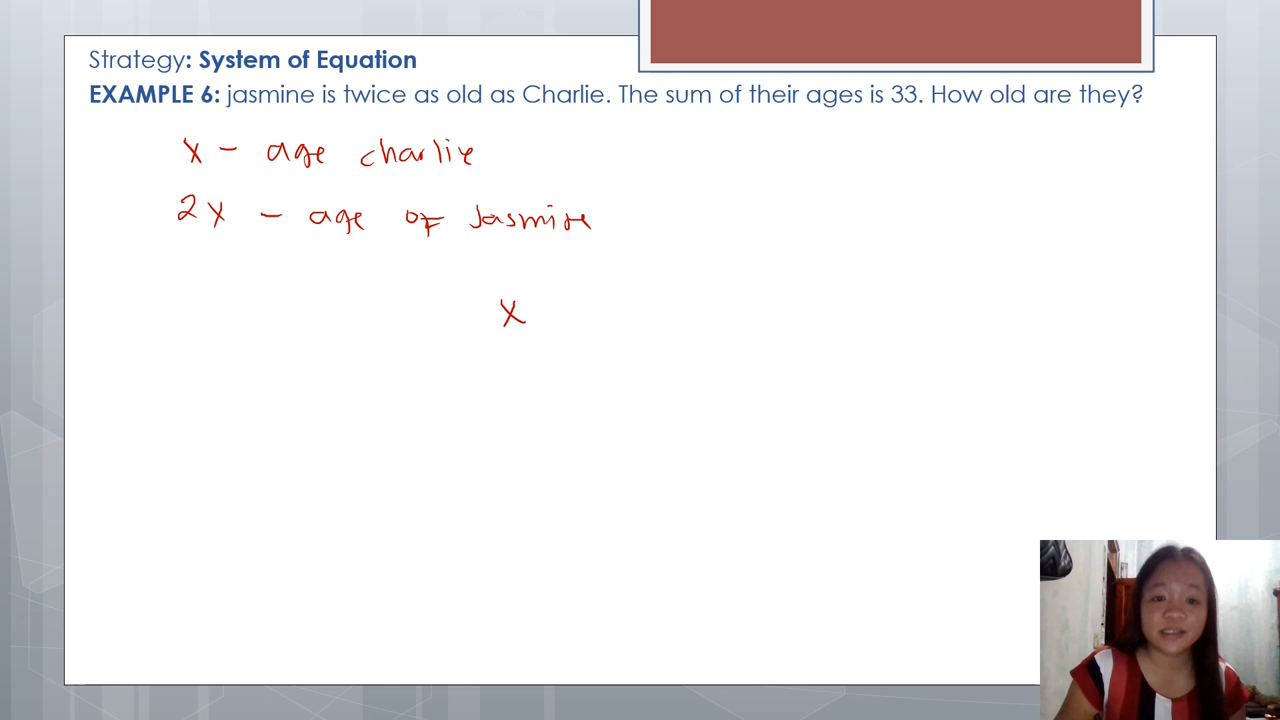 Strategy: System of Equation
EXAMPLE 6: jasmine is twice as old as Charlie. The sum of their ages is 33. How old are they?
x - age charlie
2x - age of Jasmine
x